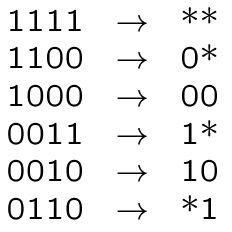 1111 → **
1100 → 0*
1000 → 00
0011 → 1*
0010 → 10
0110 → *1